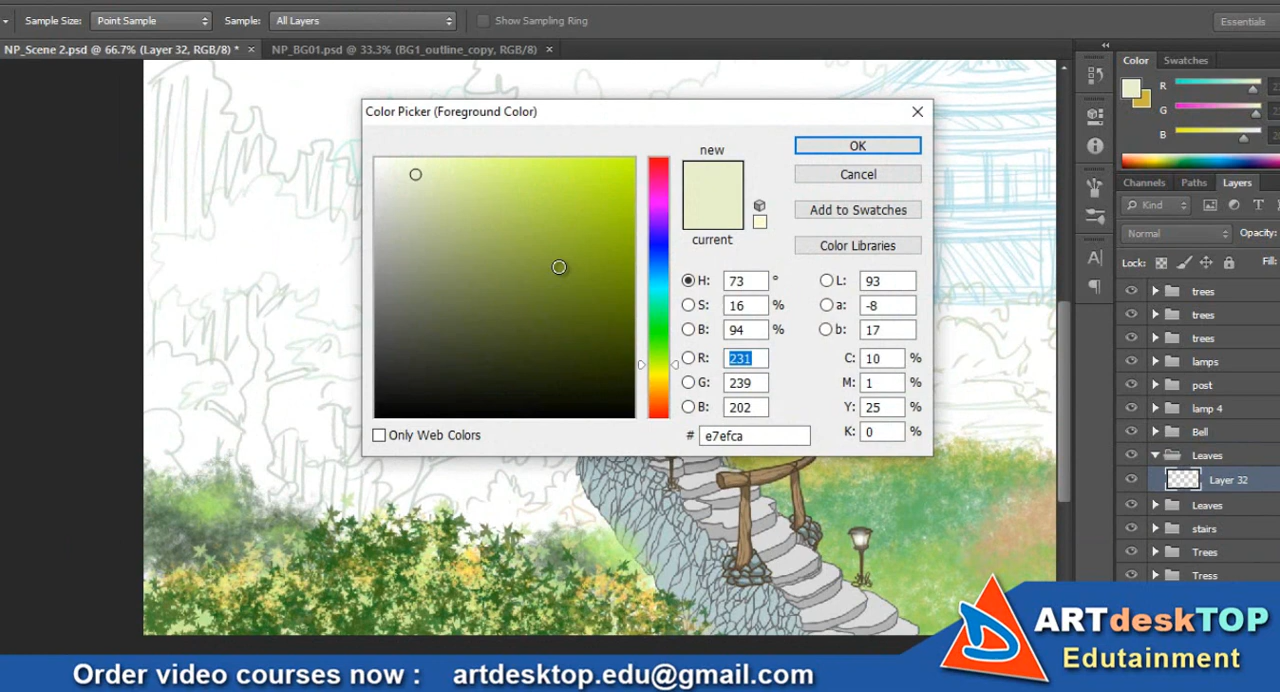 Sample Size: Point Sample Sample: All Layers Show Sampling Ring Essentials
NP_Scene 2.psd @ 66.7% (Layer 32, RGB/8) * × NP_BG01.psd @ 33.3% (BG1_outline_copy, RGB/8) ×
Color Swatches
R
G
B
Color Picker (Foreground Color)
new
current
OK
Cancel
Add to Swatches
Color Libraries
H: 73 ° L: 93
S: 16 % a: -8
B: 94 % b: 17
R: 231 C: 10 %
G: 239 M: 1 %
B: 202 Y: 25 %
# e7efca K: 0 %
Only Web Colors
Channels Paths Layers
Kind T
Normal Opacity:
Lock: Fill:
trees
trees
trees
lamps
post
lamp 4
Bell
Leaves
Layer 32
Leaves
stairs
Trees
Tress
ARTdeskTOP
Edutainment
Order video courses now : artdesktop.edu@gmail.com